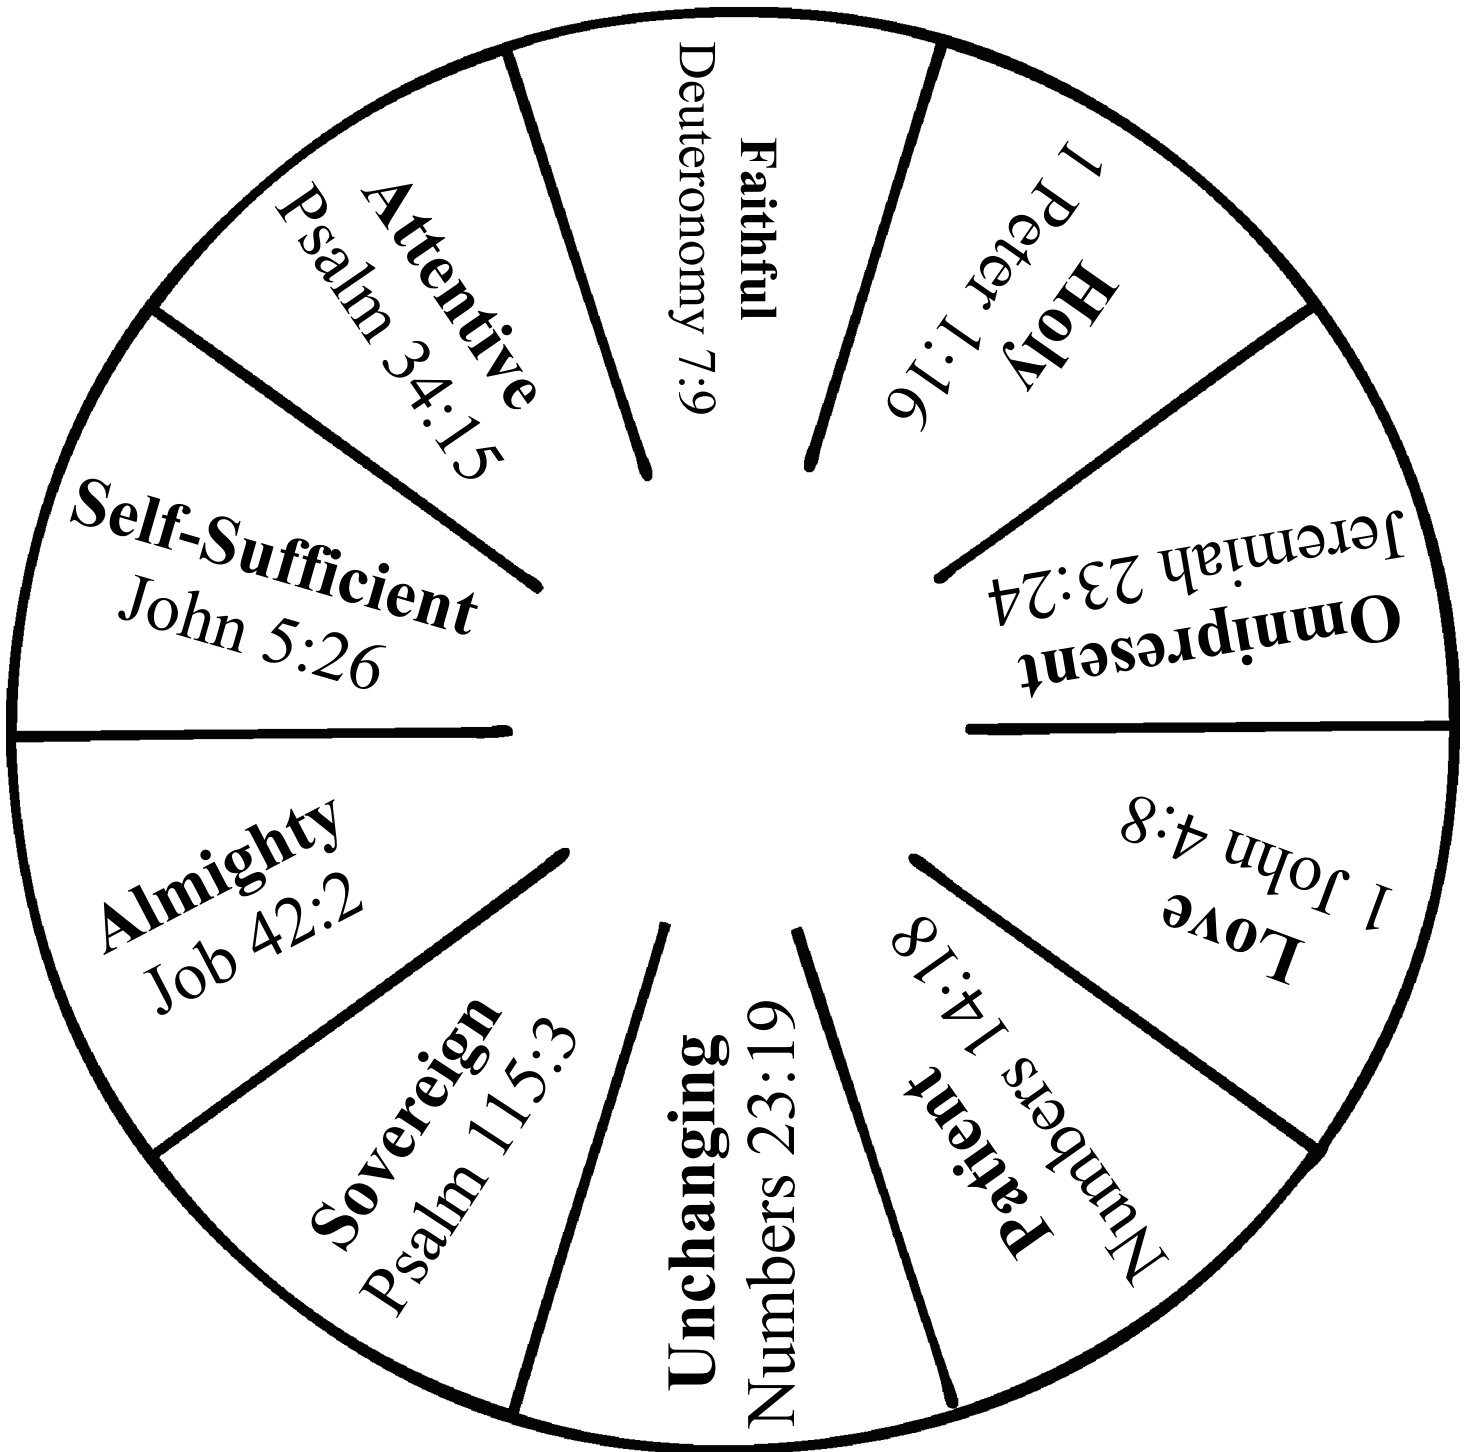 Faithful
Deuteronomy 7:9
Holy
1 Peter 1:16
Omnipresent
Jeremiah 23:24
Love
1 John 4:8
Patient
Numbers 14:18
Unchanging
Numbers 23:19
Sovereign
Psalm 115:3
Almighty
Job 42:2
Self-Sufficient
John 5:26
Attentive
Psalm 34:15